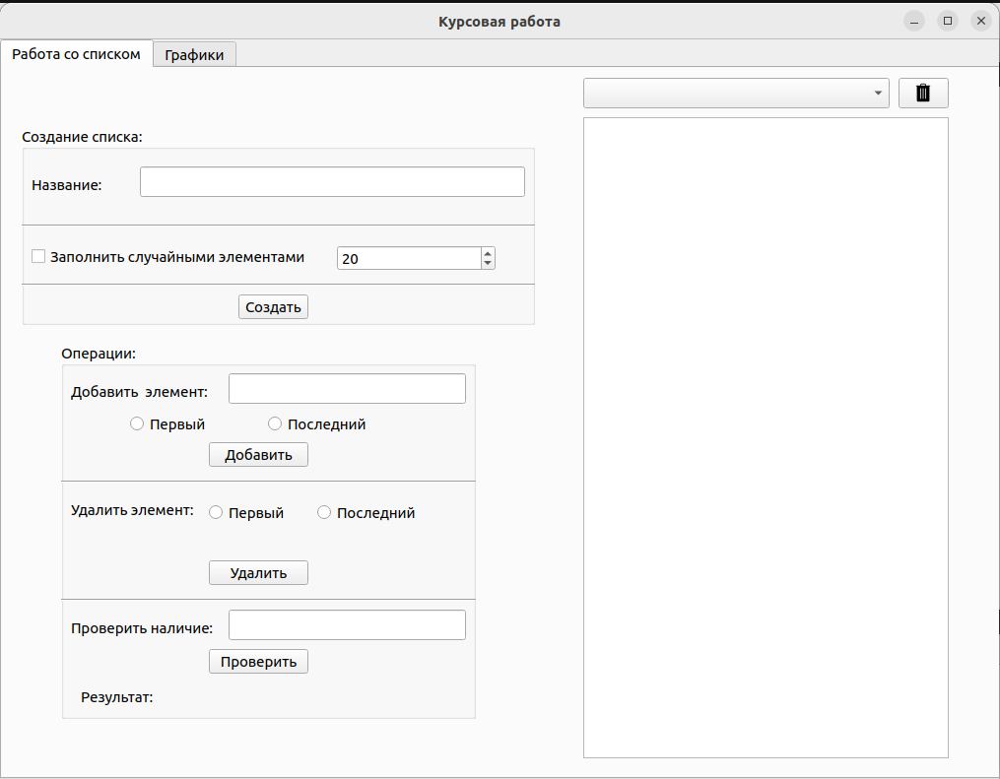 Курсовая работа
Работа со списком
Графики
Создание списка:
Название:
Заполнить случайными элементами
20
Создать
Операции:
Добавить элемент:
Первый
Последний
Добавить
Удалить элемент:
Первый
Последний
Удалить
Проверить наличие:
Проверить
Результат: